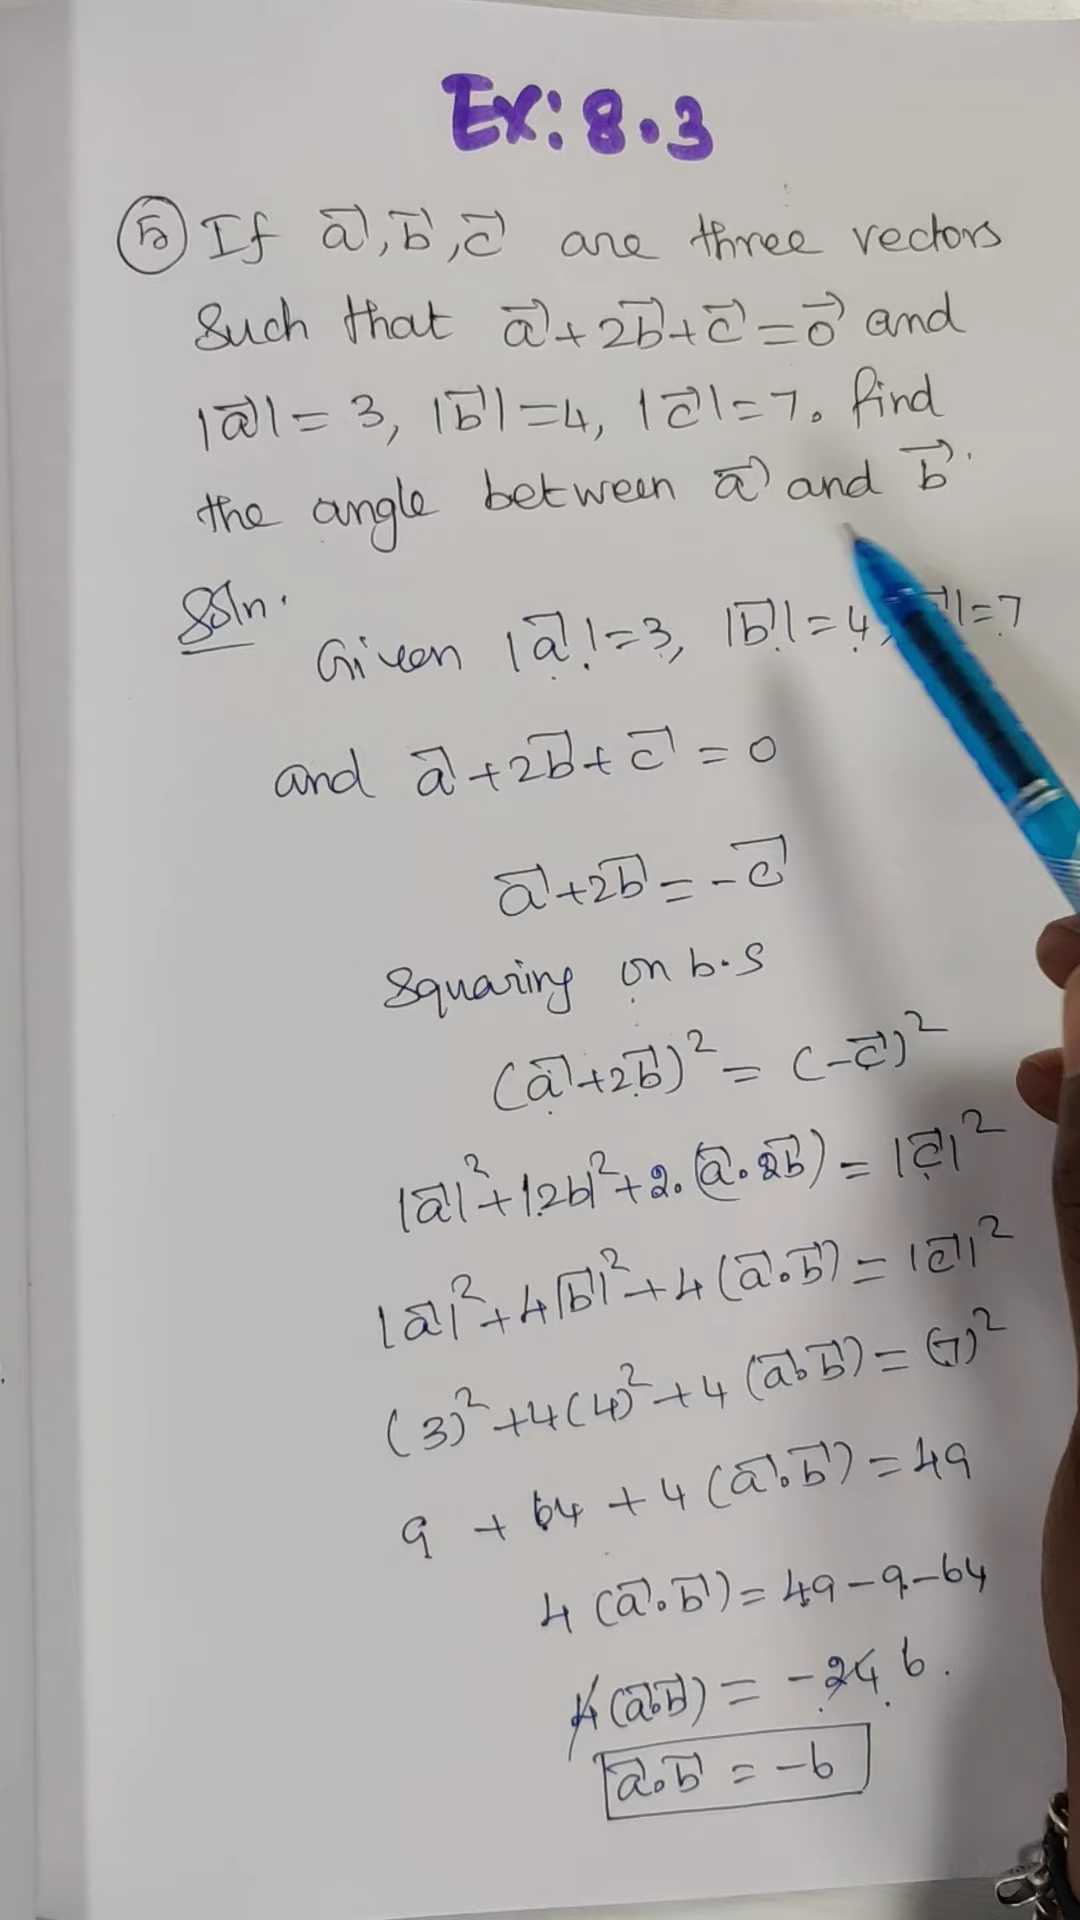 Ex: 8.3
⑤ If a⃗, b⃗, c⃗ are three vectors
Such that a⃗ + 2b⃗ + c⃗ = 0⃗ and
|a⃗| = 3, |b⃗| = 4, |c⃗| = 7. find
the angle between a⃗ and b⃗.
Soln.
Given |a⃗| = 3, |b⃗| = 4, |= 7
and a⃗ + 2b⃗ + c⃗ = 0
a⃗ + 2b⃗ = -c⃗
Squaring on b.s
(a⃗ + 2b⃗)² = (-c⃗)²
|a⃗|² + |2b|² + 2.(a⃗.2b⃗) = |c⃗|²
|a⃗|² + 4|b⃗|² + 4(a⃗.b⃗) = |c⃗|²
(3)² + 4(4)² + 4(a⃗.b⃗) = (7)²
9 + 64 + 4(a⃗.b⃗) = 49
4(a⃗.b⃗) = 49 - 9 - 64
4(a⃗.b⃗) = -24 6.
a⃗.b⃗ = -6